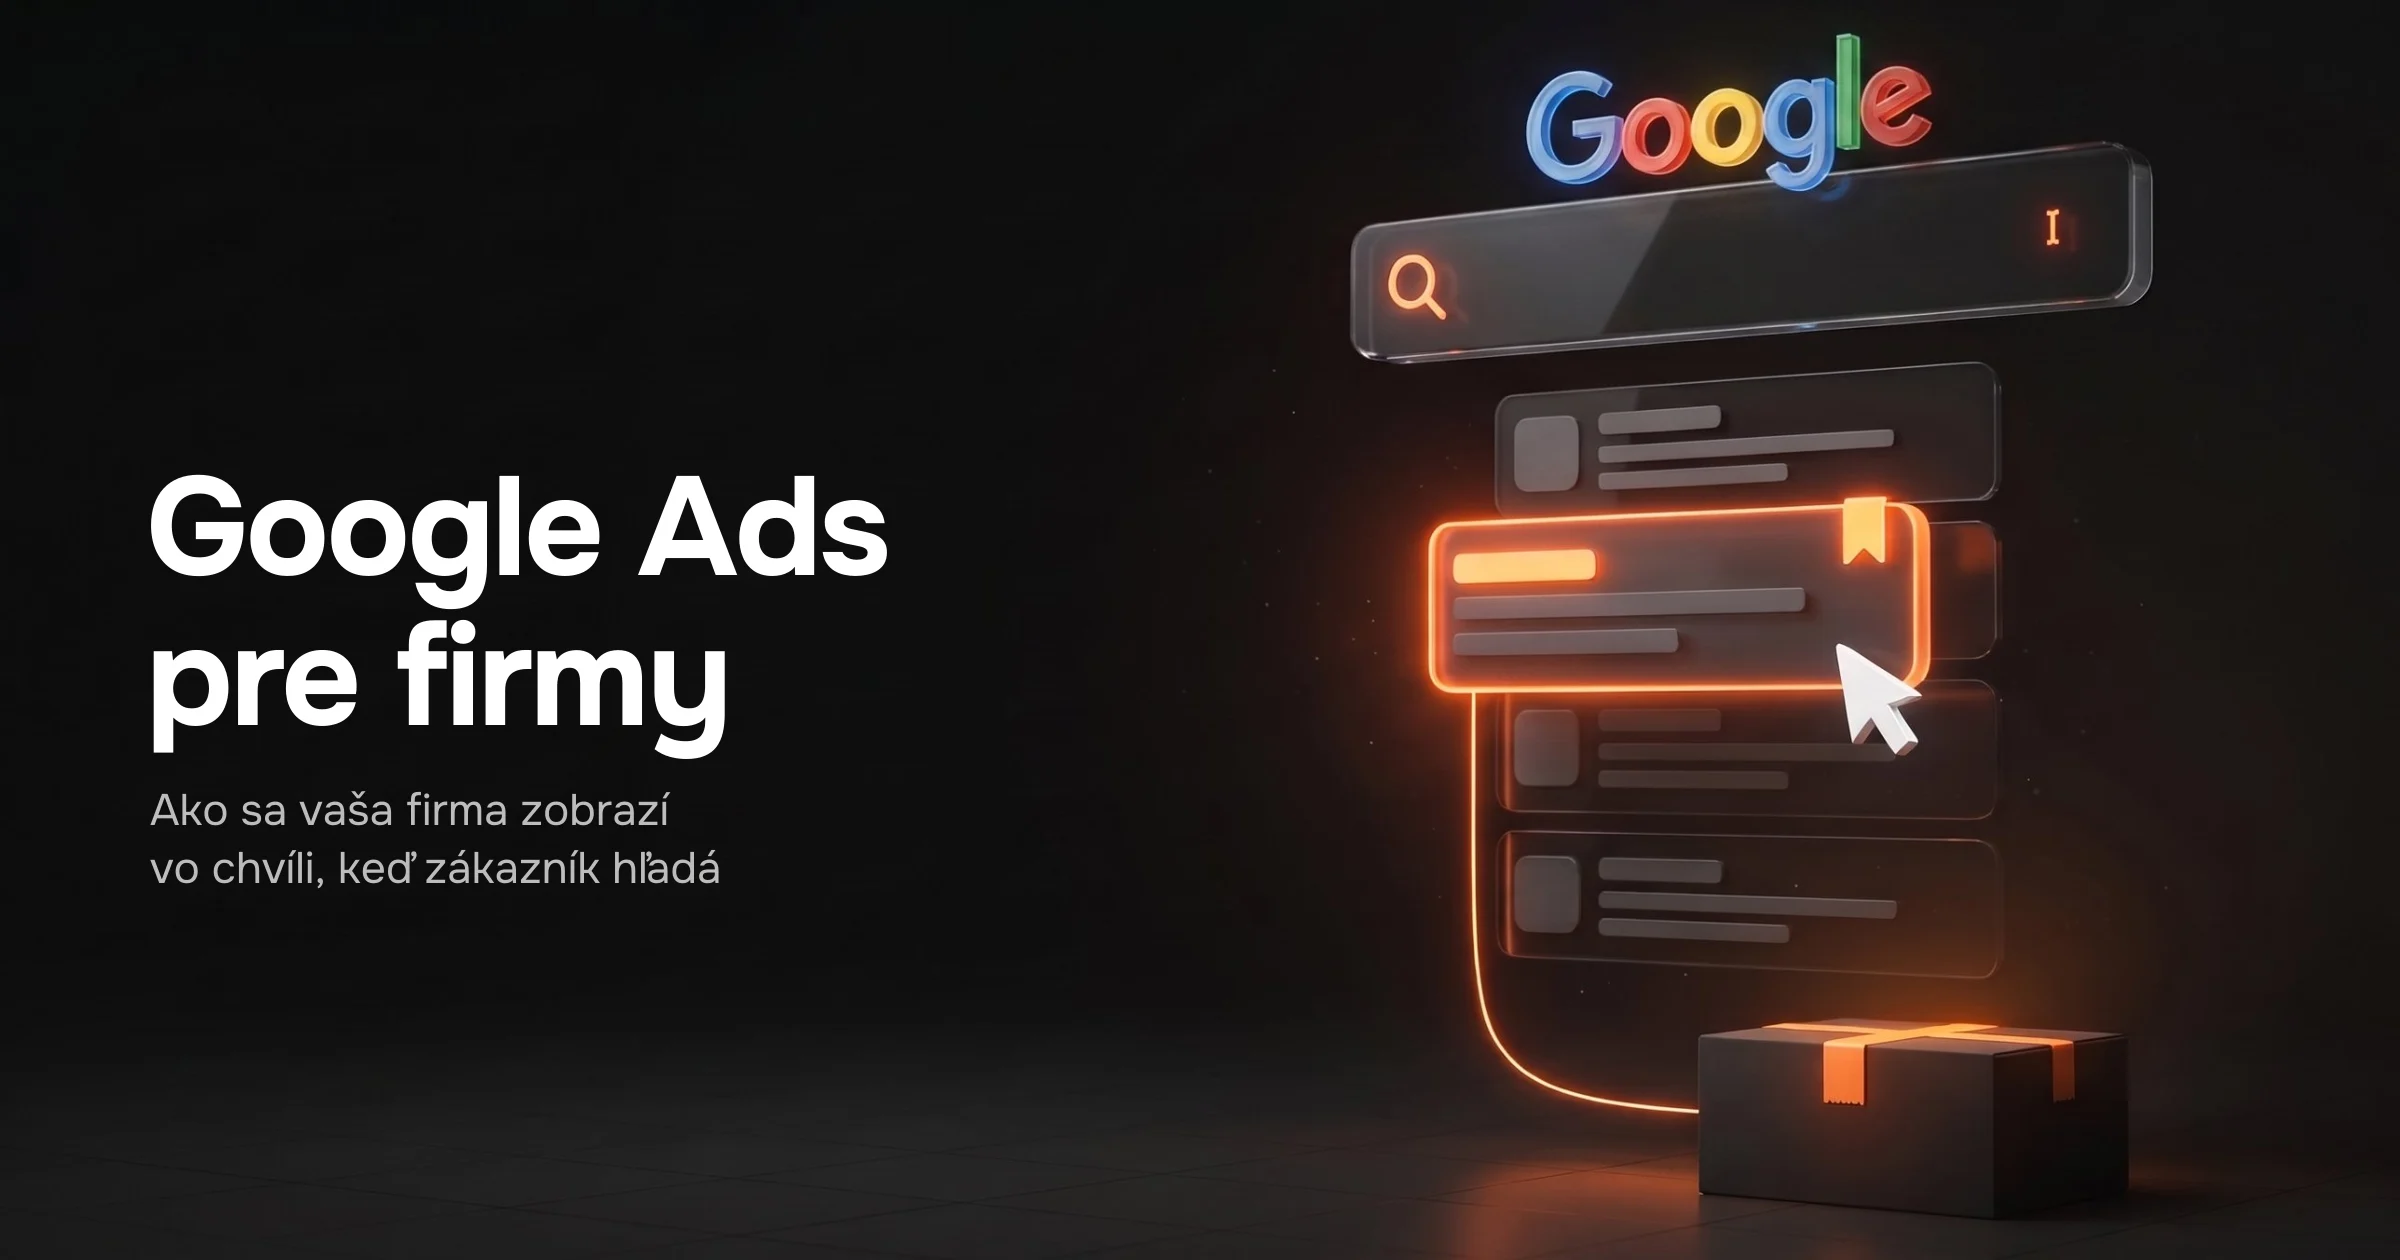 Google
Google Ads
pre firmy
Ako sa vaša firma zobrazí
vo chvíli, keď zákazník hľadá